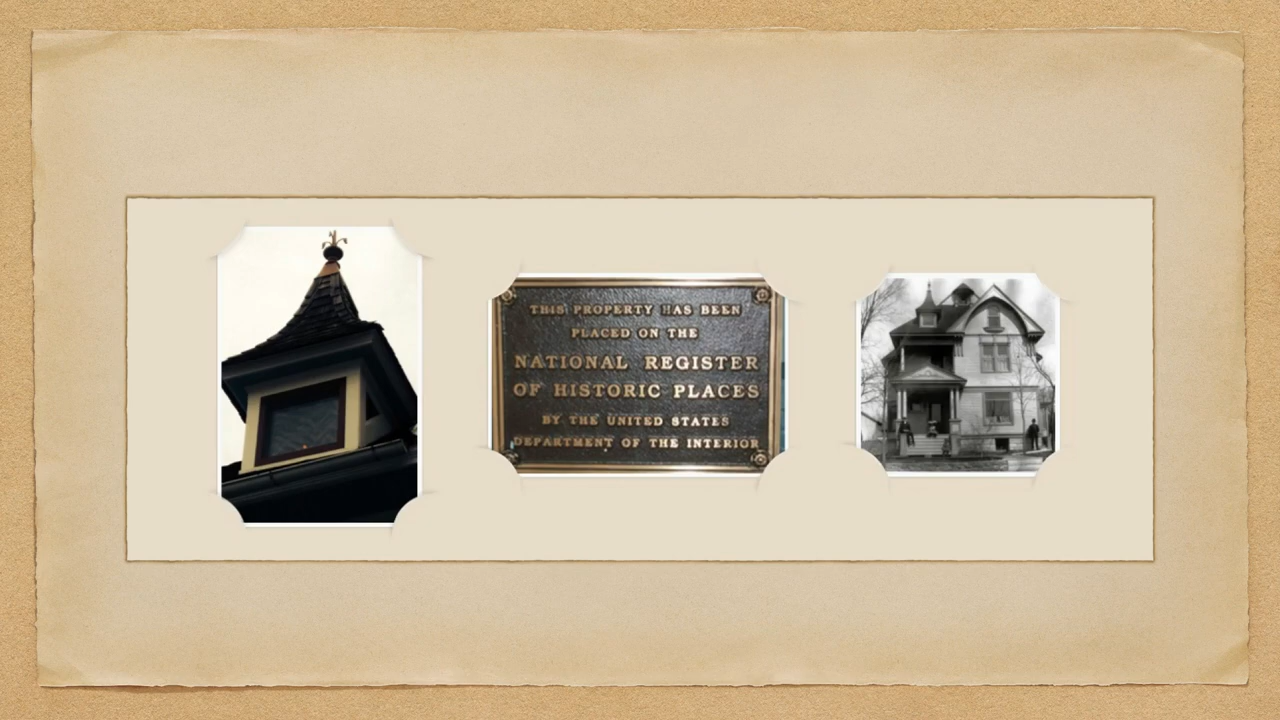 THIS PROPERTY HAS BEEN
PLACED ON THE
NATIONAL REGISTER
OF HISTORIC PLACES
BY THE UNITED STATES
DEPARTMENT OF THE INTERIOR